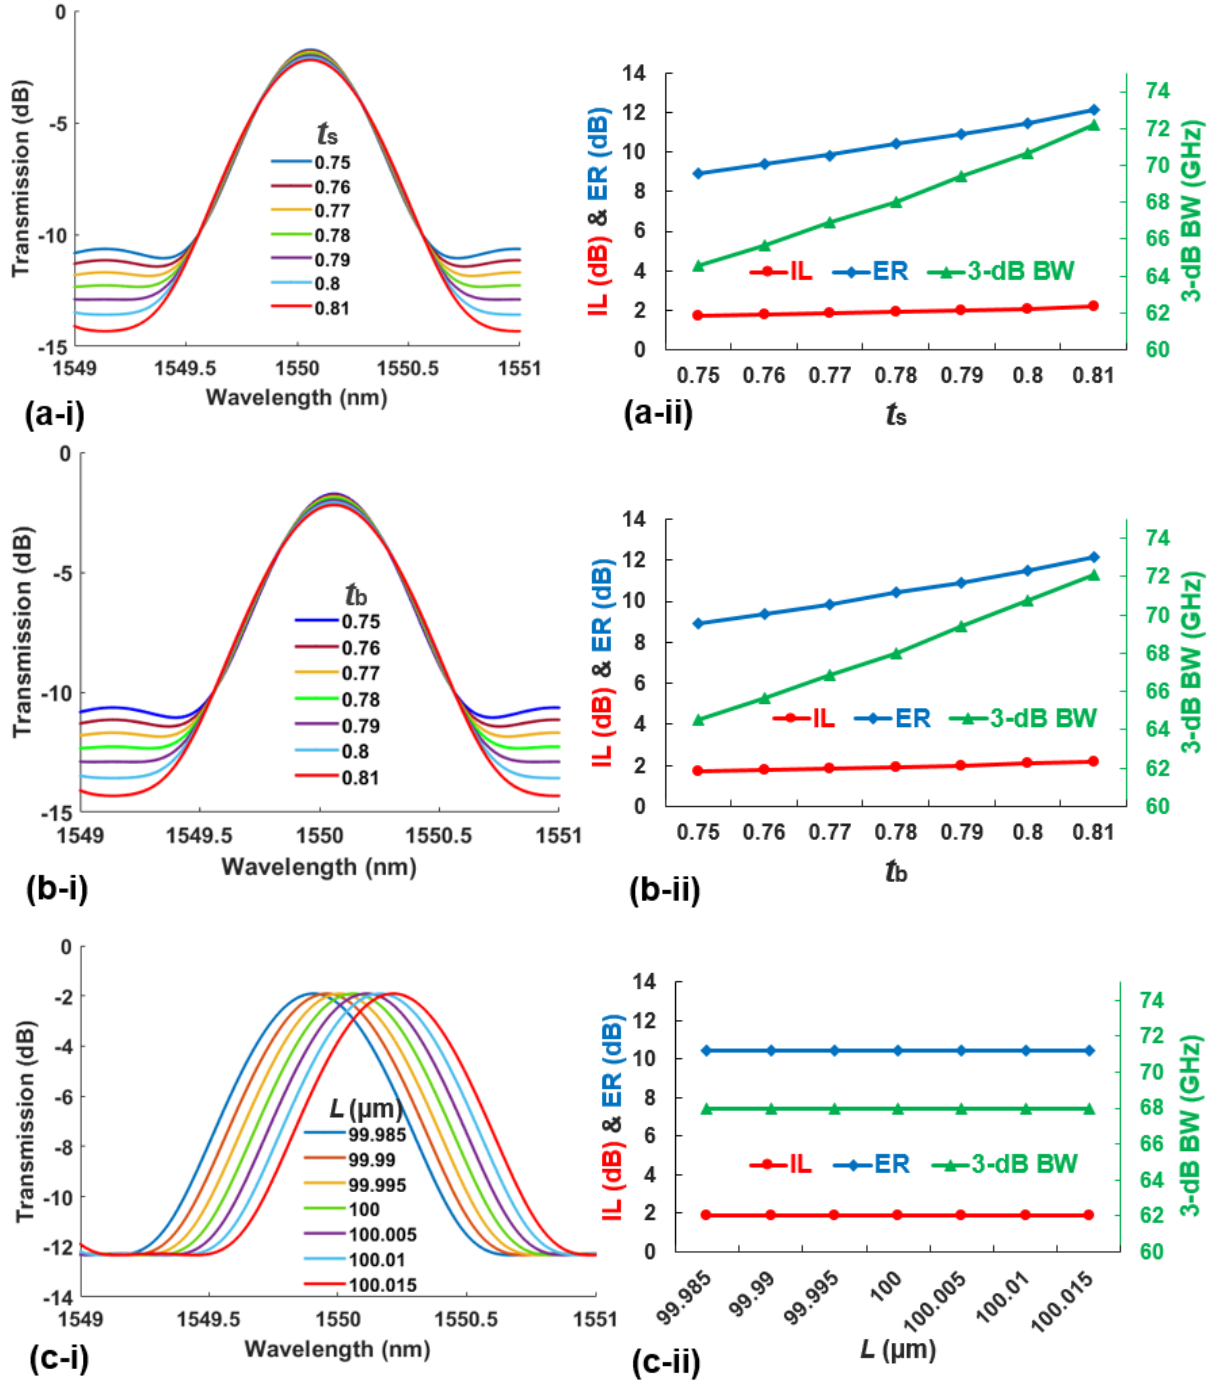 0
-5
-10
-15
Transmission (dB)
tₛ
0.75
0.76
0.77
0.78
0.79
0.8
0.81
1549
1549.5
1550
1550.5
1551
Wavelength (nm)
(a-i)
14
12
10
8
6
4
2
0
IL (dB) & ER (dB)
IL ER 3-dB BW
74
72
70
68
66
64
62
60
3-dB BW (GHz)
0.75 0.76 0.77 0.78 0.79 0.8 0.81
ts
(a-ii)
0
-5
-10
-15
Transmission (dB)
tb
0.75
0.76
0.77
0.78
0.79
0.8
0.81
1549 1549.5 1550 1550.5 1551
Wavelength (nm)
(b-i)
14
12
10
8
6
4
2
0
IL (dB) & ER (dB)
IL ER 3-dB BW
74
72
70
68
66
64
62
60
3-dB BW (GHz)
0.75 0.76 0.77 0.78 0.79 0.8 0.81
tb
(b-ii)
0
-2
-4
-6
-8
-10
-12
-14
Transmission (dB)
L (μm)
99.985
99.99
99.995
100
100.005
100.01
100.015
1549 1549.5 1550 1550.5 1551
Wavelength (nm)
(c-i)
14
12
10
8
6
4
2
0
IL (dB) & ER (dB)
IL ER 3-dB BW
74
72
70
68
66
64
62
60
3-dB BW (GHz)
99.985 99.99 99.995 100 100.005 100.01 100.015
L (μm)
(c-ii)